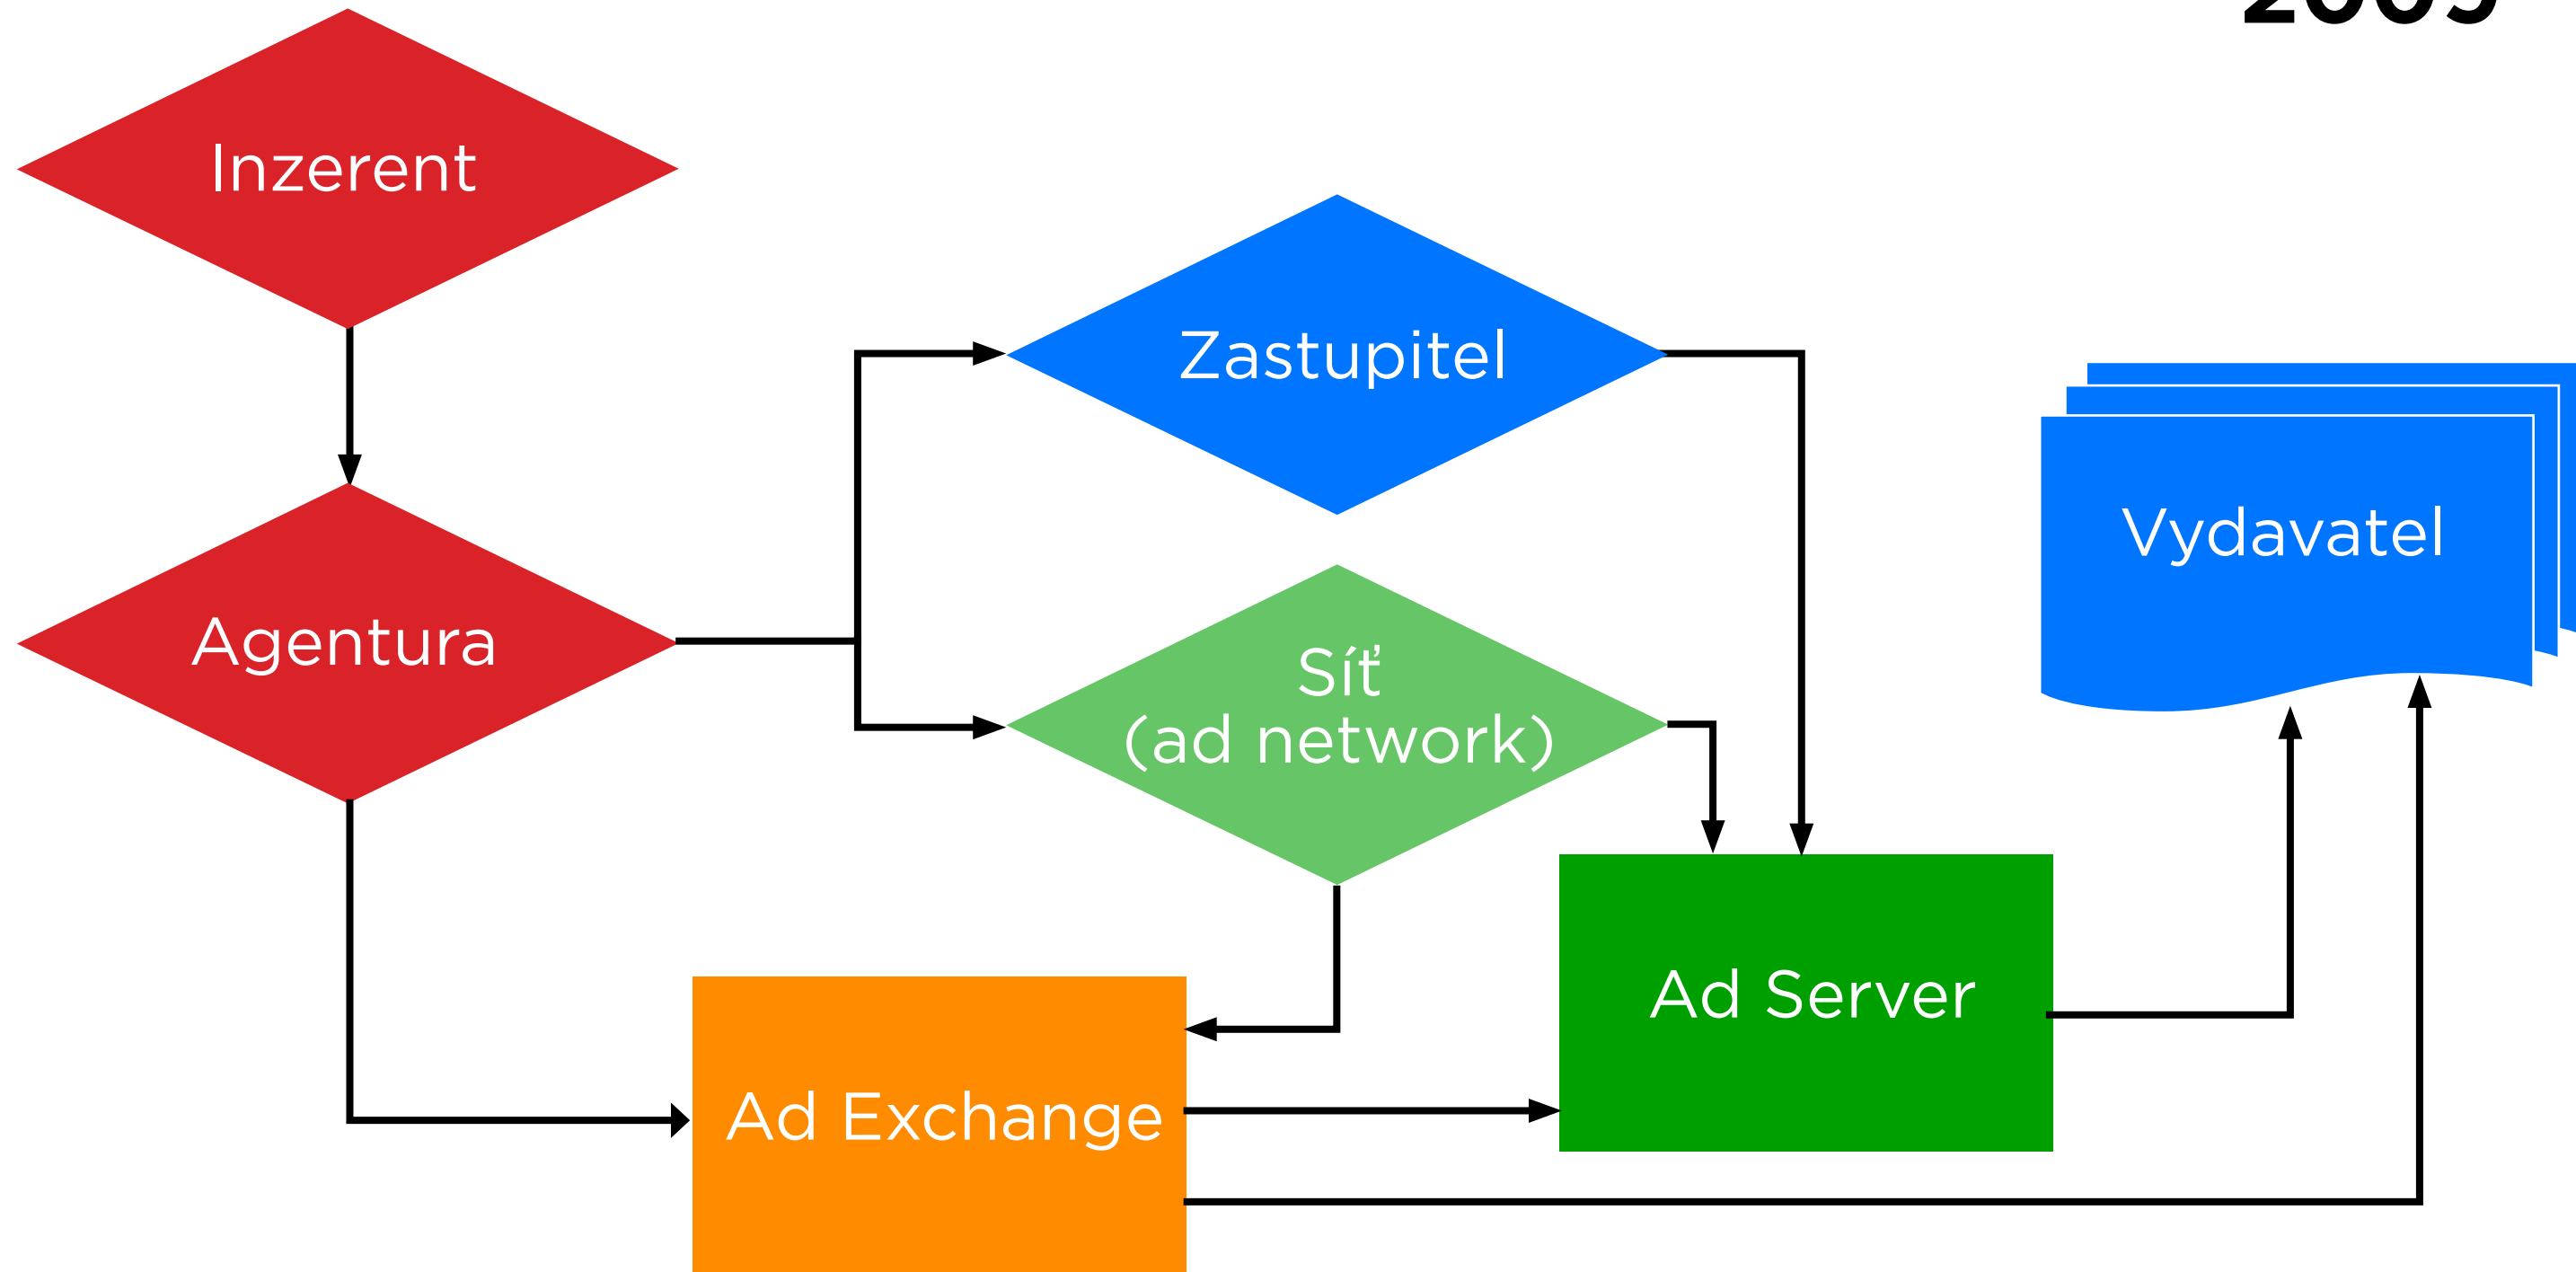 Inzerent
Zastupitel
Vydavatel
Agentura
Síť
(ad network)
Ad Server
Ad Exchange